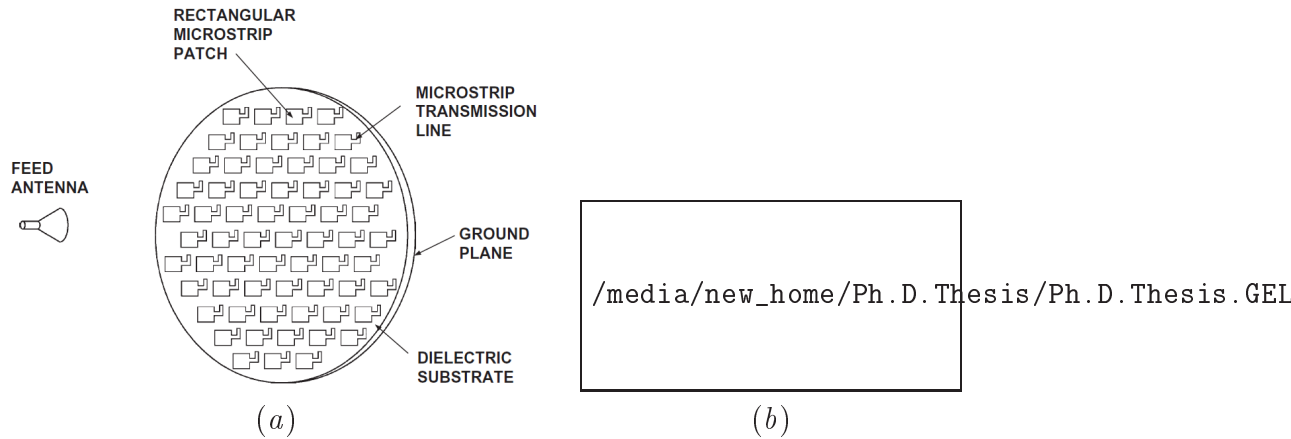 RECTANGULAR
MICROSTRIP
PATCH
MICROSTRIP
TRANSMISSION
LINE
FEED
ANTENNA
GROUND
PLANE
DIELECTRIC
SUBSTRATE
(a)
/media/new_home/Ph.D.Thesis/Ph.D.Thesis.GEL
(b)